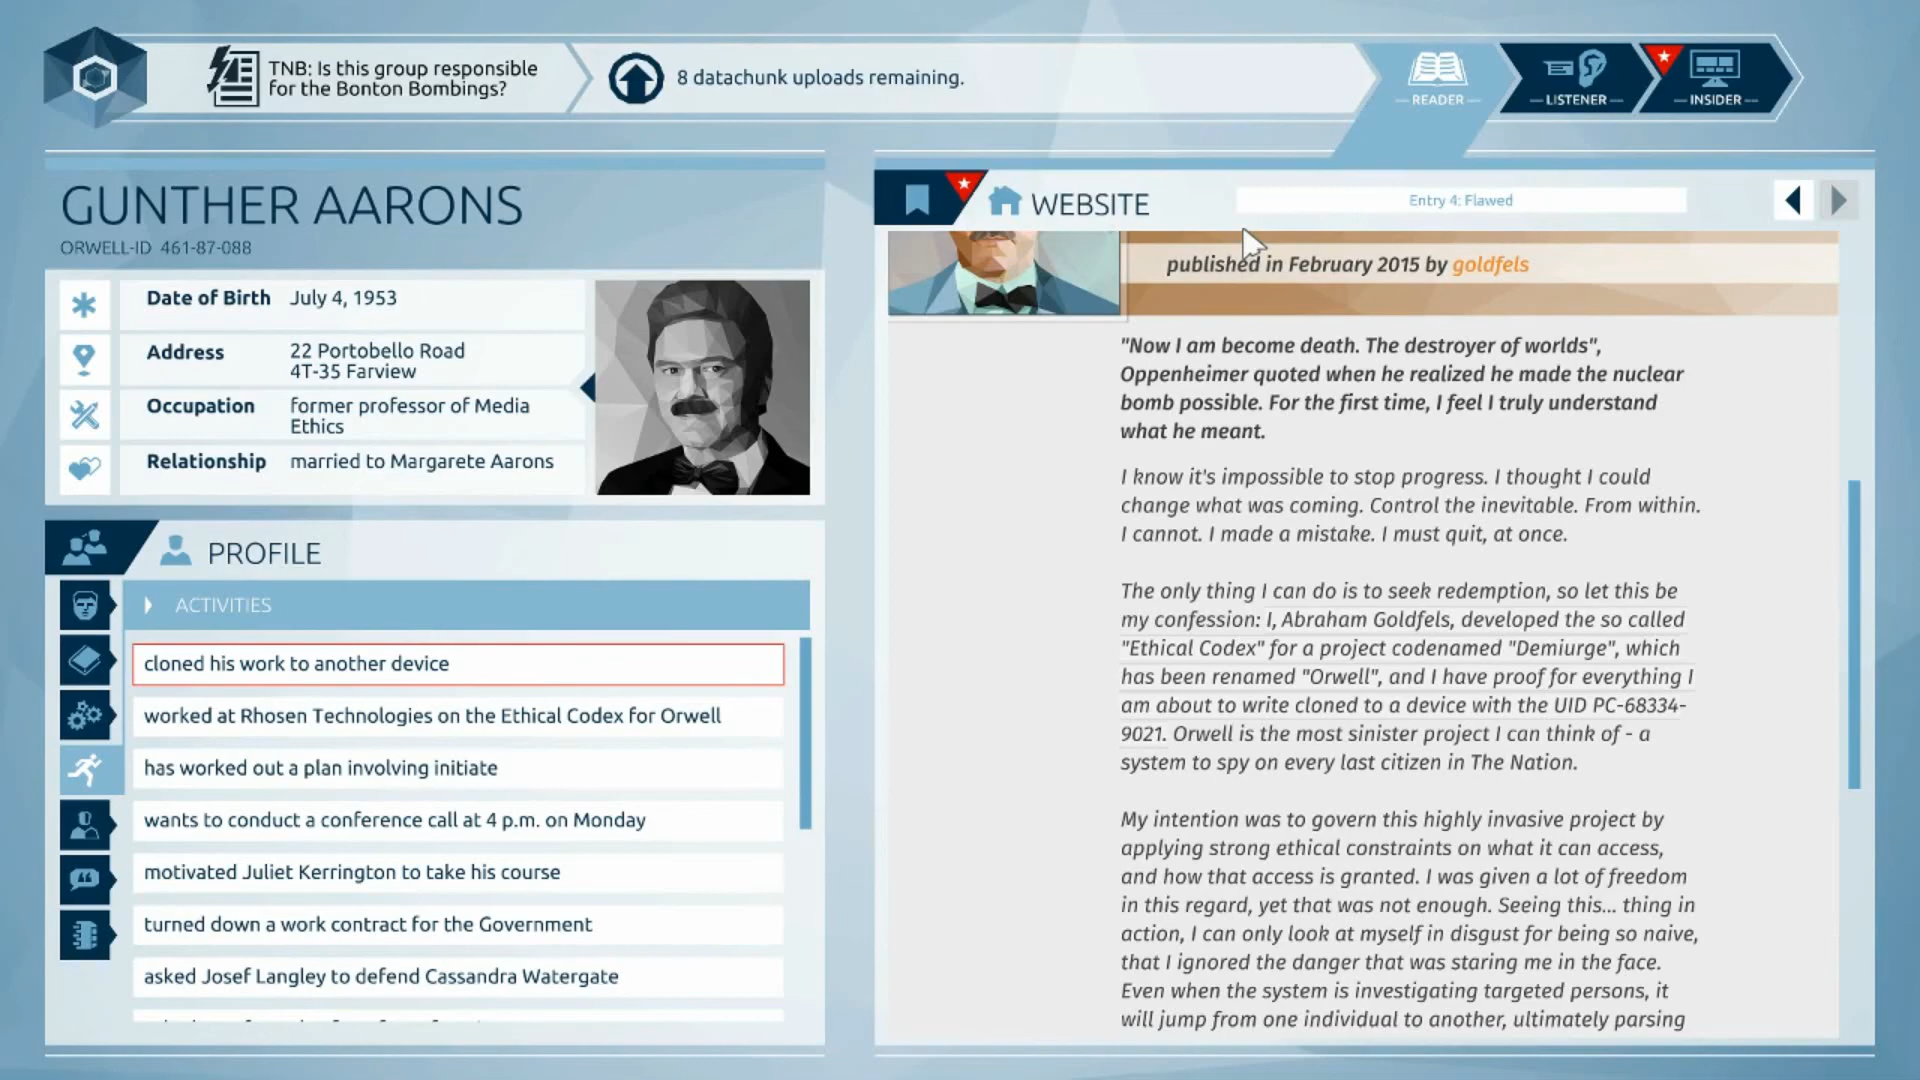 TNB: Is this group responsible
for the Bonton Bombings?
8 datachunk uploads remaining.
READER
LISTENER
INSIDER
GUNTHER AARONS
ORWELL-ID 461-87-088
Date of Birth July 4, 1953
Address 22 Portobello Road
4T-35 Farview
Occupation former professor of Media
Ethics
Relationship married to Margarete Aarons
PROFILE
ACTIVITIES
cloned his work to another device
worked at Rhosen Technologies on the Ethical Codex for Orwell
has worked out a plan involving initiate
wants to conduct a conference call at 4 p.m. on Monday
motivated Juliet Kerrington to take his course
turned down a work contract for the Government
asked Josef Langley to defend Cassandra Watergate
WEBSITE
Entry 4: Flawed
published in February 2015 by goldfels
"Now I am become death. The destroyer of worlds",
Oppenheimer quoted when he realized he made the nuclear
bomb possible. For the first time, I feel I truly understand
what he meant.
I know it's impossible to stop progress. I thought I could
change what was coming. Control the inevitable. From within.
I cannot. I made a mistake. I must quit, at once.
The only thing I can do is to seek redemption, so let this be
my confession: I, Abraham Goldfels, developed the so called
"Ethical Codex" for a project codenamed "Demiurge", which
has been renamed "Orwell", and I have proof for everything I
am about to write cloned to a device with the UID PC-68334-
9021. Orwell is the most sinister project I can think of - a
system to spy on every last citizen in The Nation.
My intention was to govern this highly invasive project by
applying strong ethical constraints on what it can access,
and how that access is granted. I was given a lot of freedom
in this regard, yet that was not enough. Seeing this... thing in
action, I can only look at myself in disgust for being so naive,
that I ignored the danger that was staring me in the face.
Even when the system is investigating targeted persons, it
will jump from one individual to another, ultimately parsing